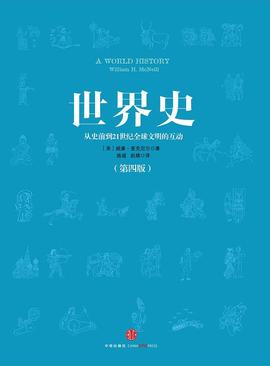 A WORLD HISTORY
William H. McNeill
世界史
从史前到21世纪全球文明的互动
［美］威廉·麦克尼尔著
施诚 赵婧译
（第四版）
中信出版社